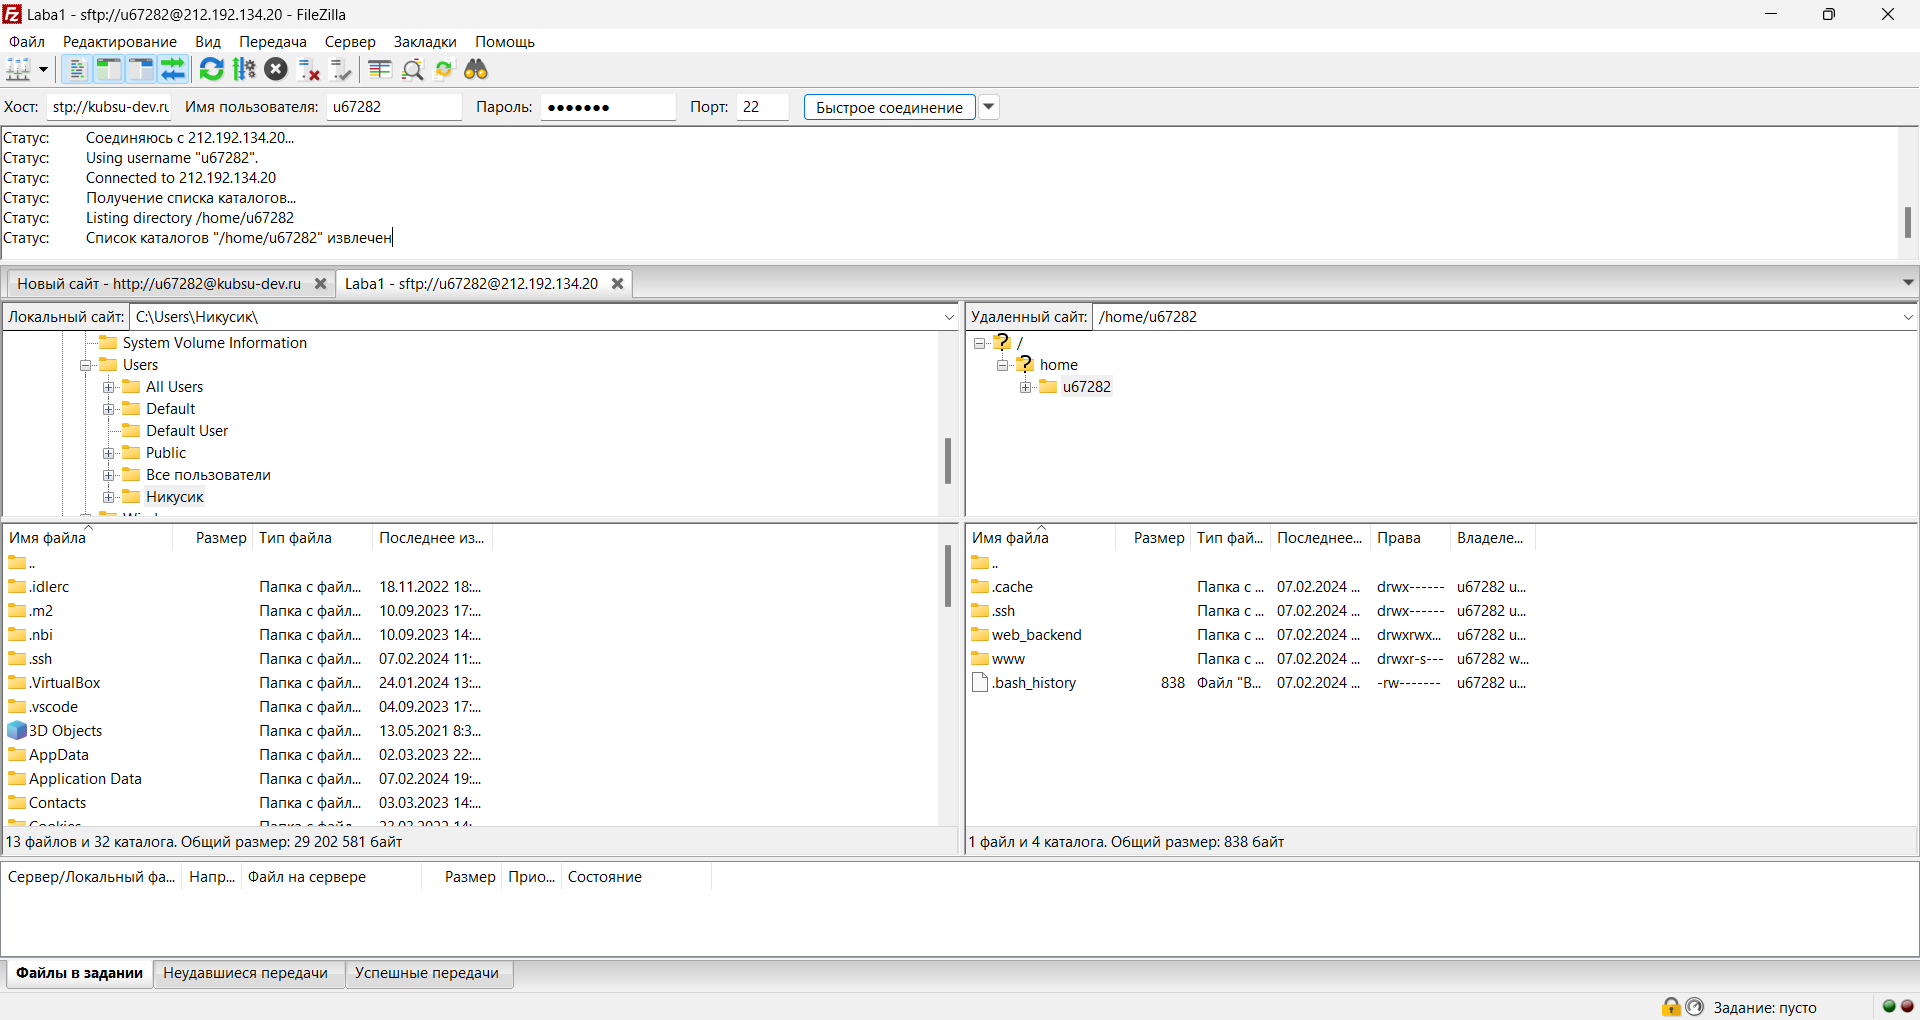 Laba1 - sftp://u67282@212.192.134.20 - FileZilla
Файл Редактирование Вид Передача Сервер Закладки Помощь
Хост: stp://kubsu-dev.ru Имя пользователя: u67282 Пароль: ●●●●●●● Порт: 22 Быстрое соединение
Статус: Соединяюсь с 212.192.134.20...
Статус: Using username "u67282".
Статус: Connected to 212.192.134.20
Статус: Получение списка каталогов...
Статус: Listing directory /home/u67282
Статус: Список каталогов "/home/u67282" извлечен
Новый сайт - http://u67282@kubsu-dev.ru Laba1 - sftp://u67282@212.192.134.20
Локальный сайт: C:\Users\Никусик\
System Volume Information
Users
All Users
Default
Default User
Public
Все пользователи
Никусик
Удаленный сайт: /home/u67282
/
home
u67282
Имя файла Размер Тип файла Последнее из...
..
.idlerc Папка с файл... 18.11.2022 18:...
.m2 Папка с файл... 10.09.2023 17:...
.nbi Папка с файл... 10.09.2023 14:...
.ssh Папка с файл... 07.02.2024 11:...
.VirtualBox Папка с файл... 24.01.2024 13:...
.vscode Папка с файл... 04.09.2023 17:...
3D Objects Папка с файл... 13.05.2021 8:3...
AppData Папка с файл... 02.03.2023 22:...
Application Data Папка с файл... 07.02.2024 19:...
Contacts Папка с файл... 03.03.2023 14:...
Cookies Папка с файл...
13 файлов и 32 каталога. Общий размер: 29 202 581 байт
Имя файла Размер Тип фай... Последнее... Права Владеле...
..
.cache Папка с ... 07.02.2024 ... drwx------ u67282 u...
.ssh Папка с ... 07.02.2024 ... drwx------ u67282 u...
web_backend Папка с ... 07.02.2024 ... drwxrwx... u67282 u...
www Папка с ... 07.02.2024 ... drwxr-s--- u67282 w...
.bash_history 838 Файл "B... 07.02.2024 ... -rw------- u67282 u...
1 файл и 4 каталога. Общий размер: 838 байт
Сервер/Локальный фа... Напр... Файл на сервере Размер Прио... Состояние
Файлы в задании Неудавшиеся передачи Успешные передачи
Задание: пусто